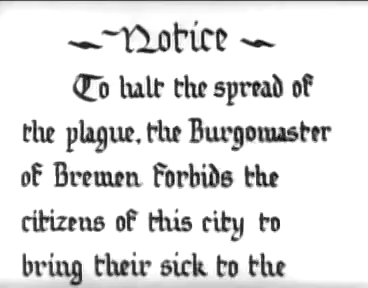 Notice
To halt the spread of
the plague, the Burgomaster
of Bremen forbids the
citizens of this city to
bring their sick to the